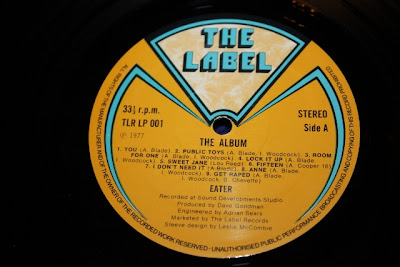 THE
LABEL
33⅓ r.p.m.
TLR LP 001
℗ 1977
STEREO
Side A
THE ALBUM
1. YOU (A. Blade) 2. PUBLIC TOYS (A. Blade, I. Woodcock) 3. ROOM
FOR ONE (A. Blade, I. Woodcock) 4. LOCK IT UP (A. Blade,
I. Woodcock) 5. SWEET JANE (Lou Reed) 6. FIFTEEN (A. Cooper 18)
7. I DON'T NEED IT (A. Blade) 8. ANNE (A. Blade,
I. Woodcock) 9. GET RAPED (A. Blade, I.
Woodcock, B. Chevette)
EATER
Recorded at Sound Developments Studio
Produced by Dave Goodman
Engineered by Adrian Sears
Marketed by The Label Records
Sleeve design by Leslie McCombie
ALL RIGHTS OF THE MANUFACTURER AND THE OWNER OF THE RECORDED WORK RESERVED - UNAUTHORISED PUBLIC PERFORMANCE BROADCASTING AND COPYING OF THIS RECORD PROHIBITED